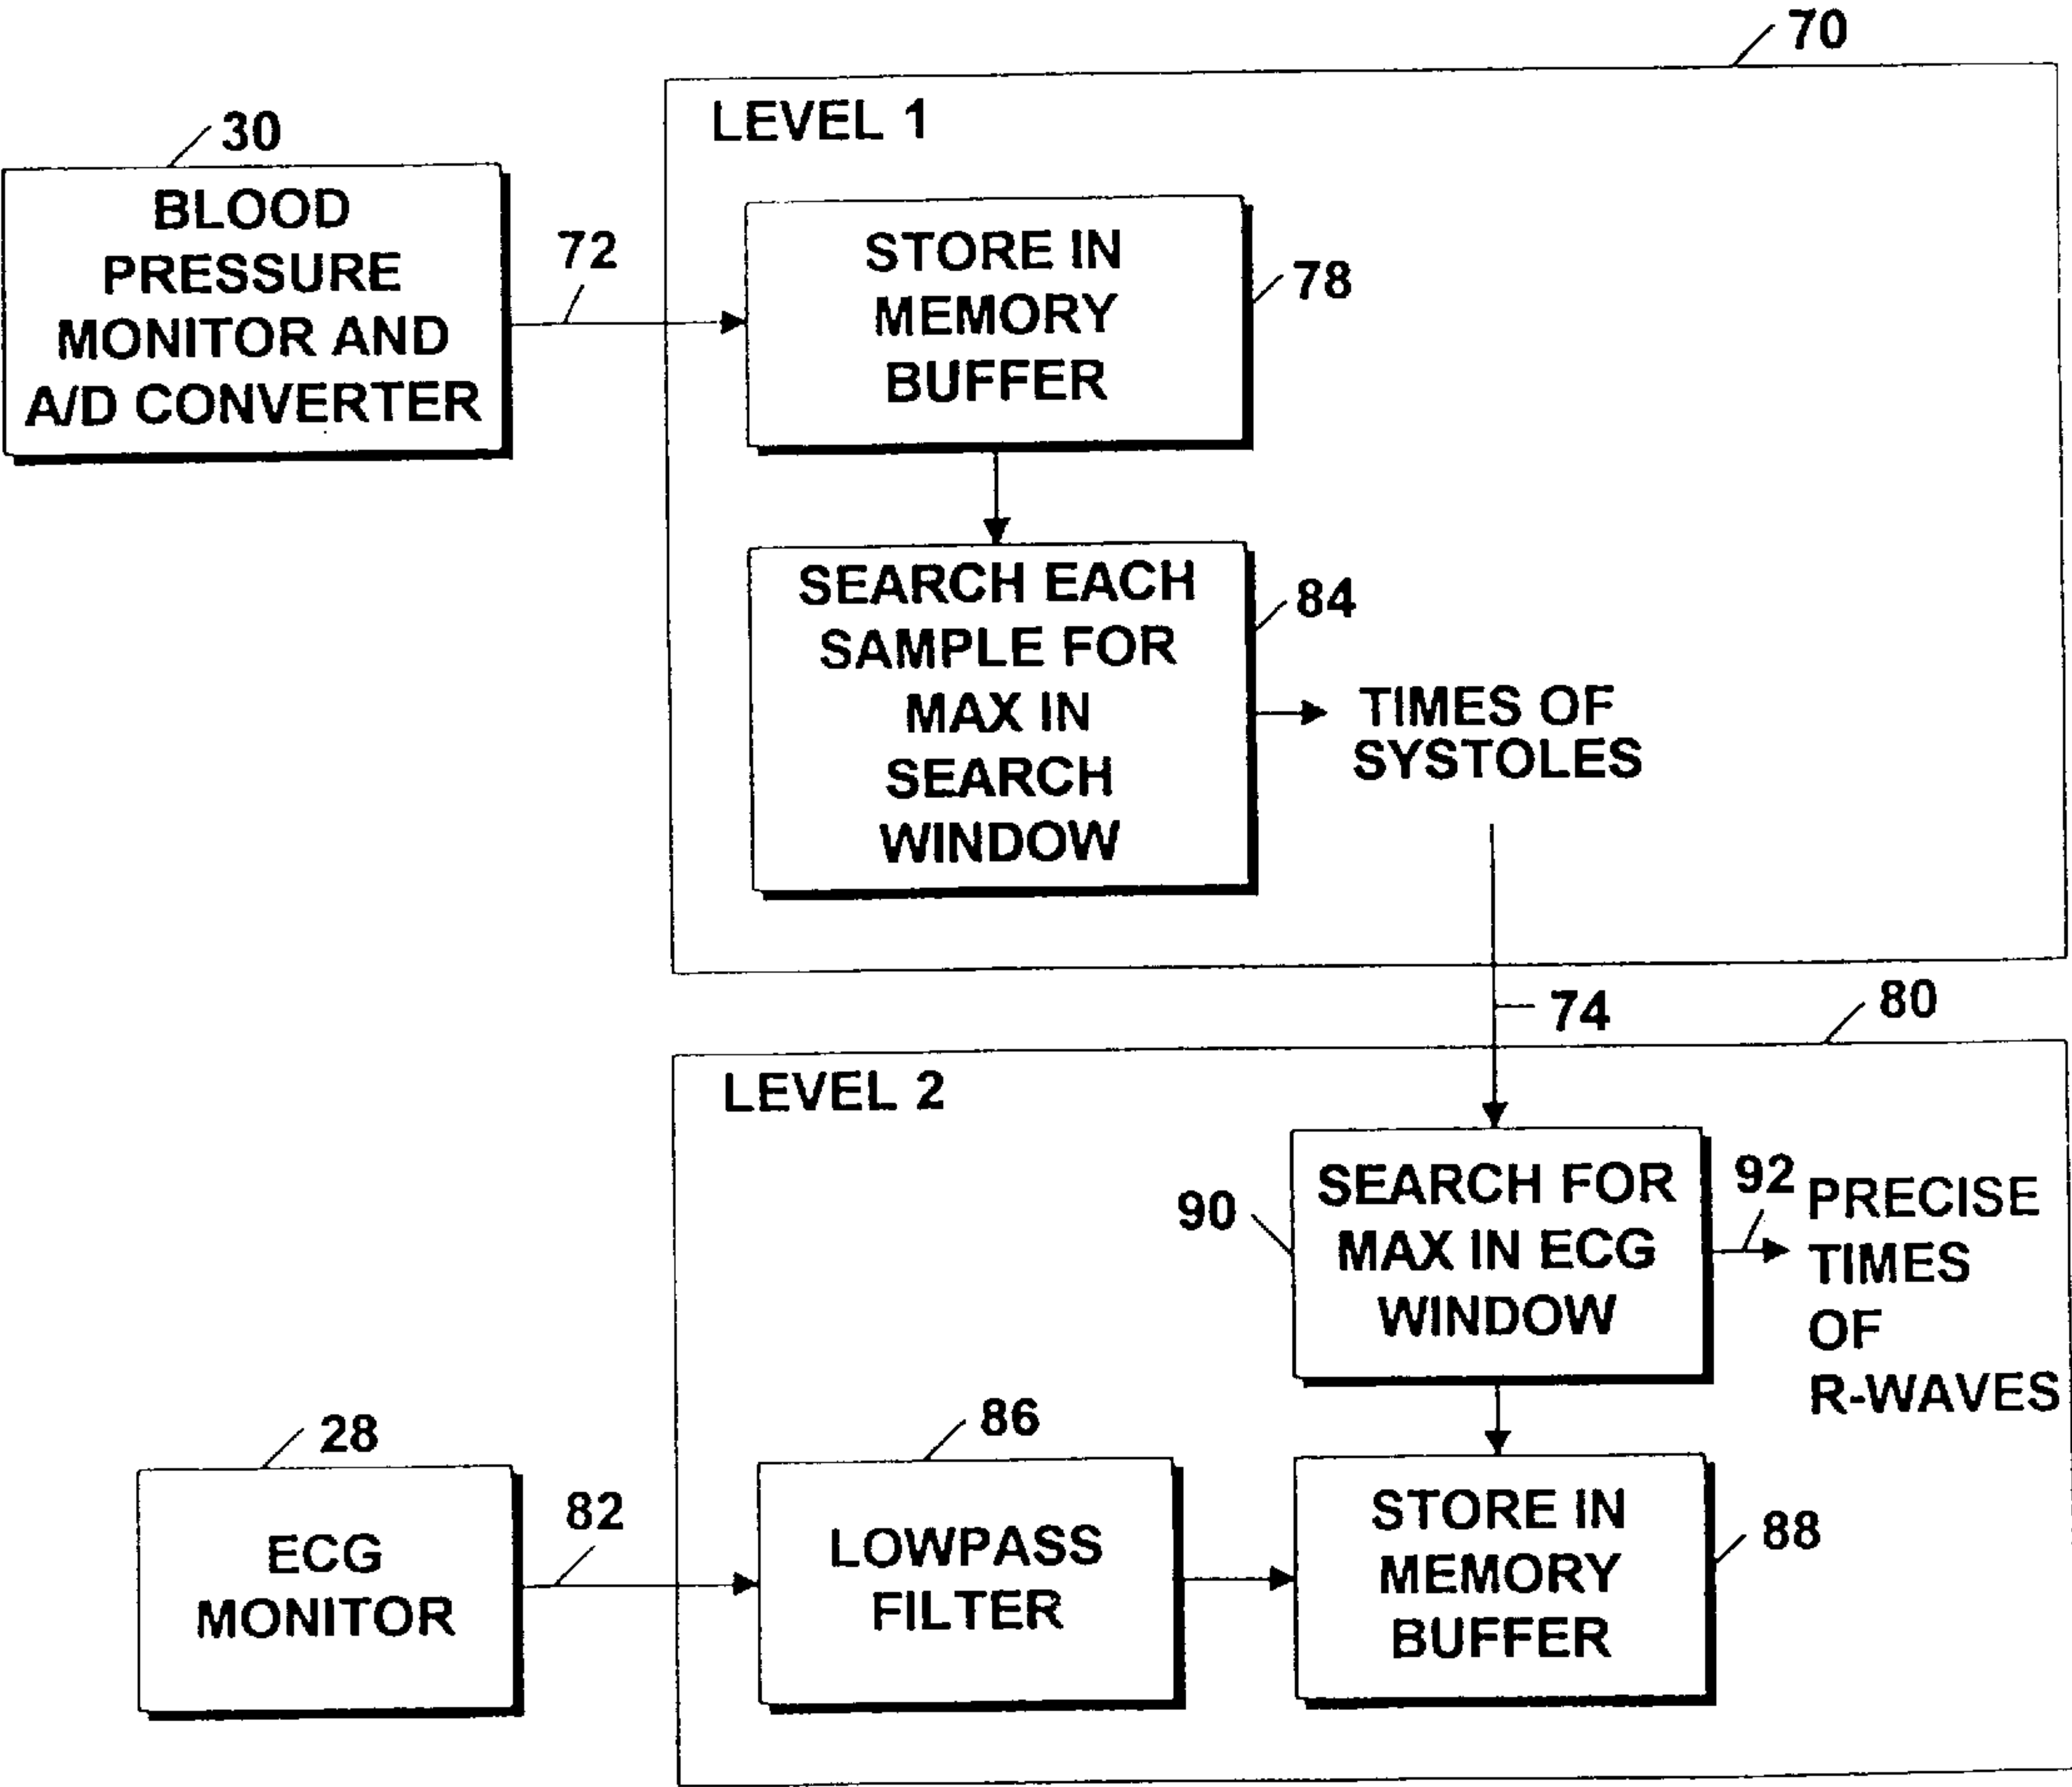 70
LEVEL 1
30
BLOOD
PRESSURE
MONITOR AND
A/D CONVERTER
72
STORE IN
MEMORY
BUFFER
78
SEARCH EACH
SAMPLE FOR
MAX IN
SEARCH
WINDOW
84
TIMES OF
SYSTOLES
74
80
LEVEL 2
90
SEARCH FOR
MAX IN ECG
WINDOW
92
PRECISE
TIMES
OF
R-WAVES
28
ECG
MONITOR
82
86
LOWPASS
FILTER
STORE IN
MEMORY
BUFFER
88